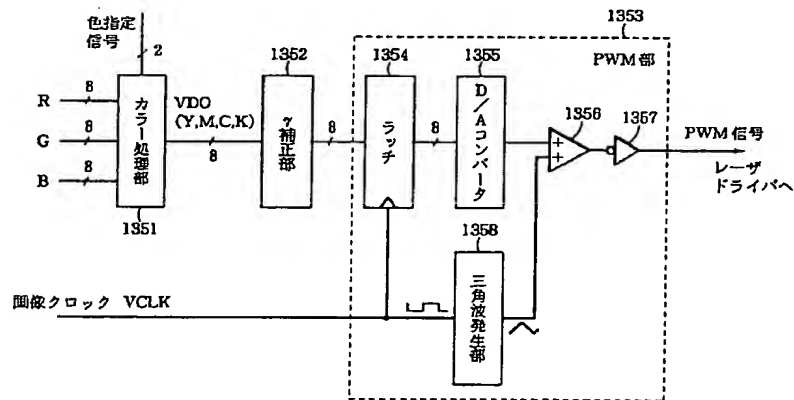 色指定
信号
2
R
8
G
8
B
8
カラー処理部
1351
VDO
(Y,M,C,K)
8
1352
γ補正部
8
1353
PWM部
1354
ラッチ
8
1355
D/Aコンバータ
1356
+
+
1357
PWM信号
レーザ
ドライバへ
1358
三角波発生部
画像クロック VCLK